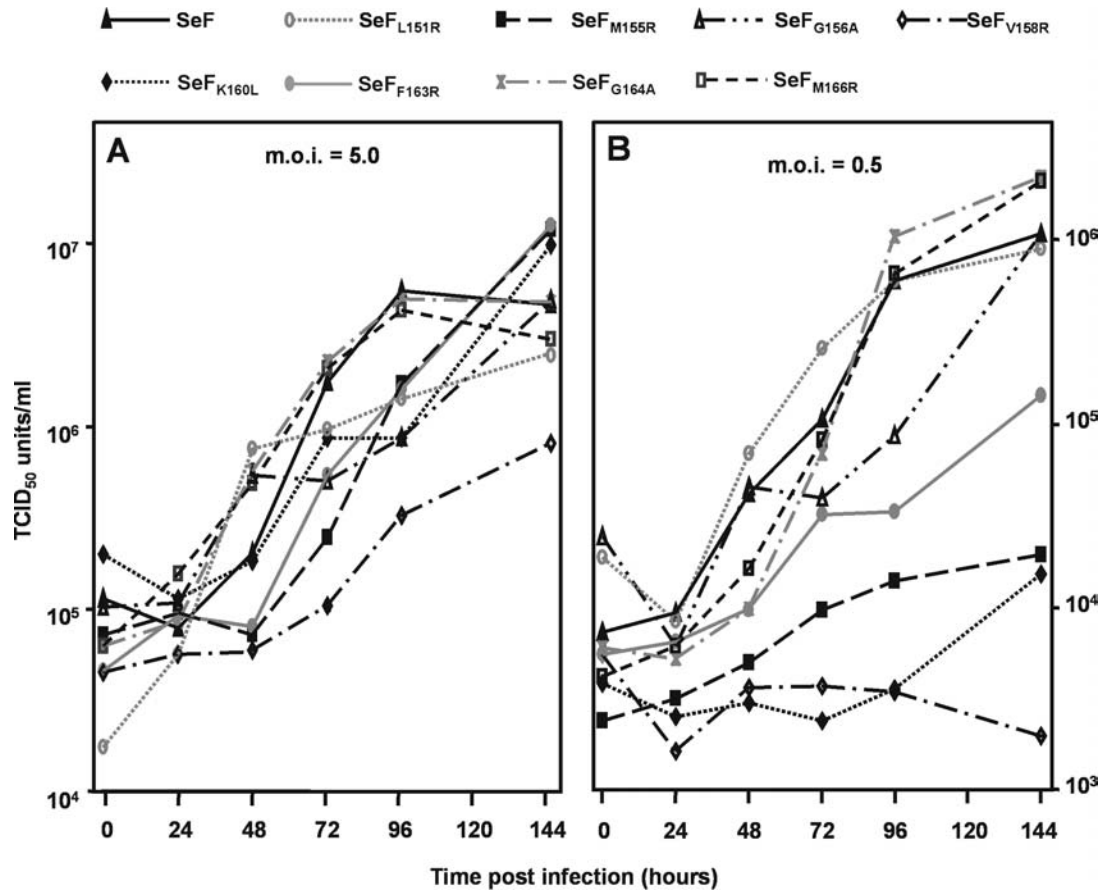 SeF SeF_L151R SeF_M155R SeF_G156A SeF_V158R
SeF_K160L SeF_F163R SeF_G164A SeF_M166R
A m.o.i. = 5.0
B m.o.i. = 0.5
TCID50 units/ml
10^7
10^6
10^5
10^4
10^6
10^5
10^4
10^3
0 24 48 72 96 120 144
0 24 48 72 96 120 144
Time post infection (hours)